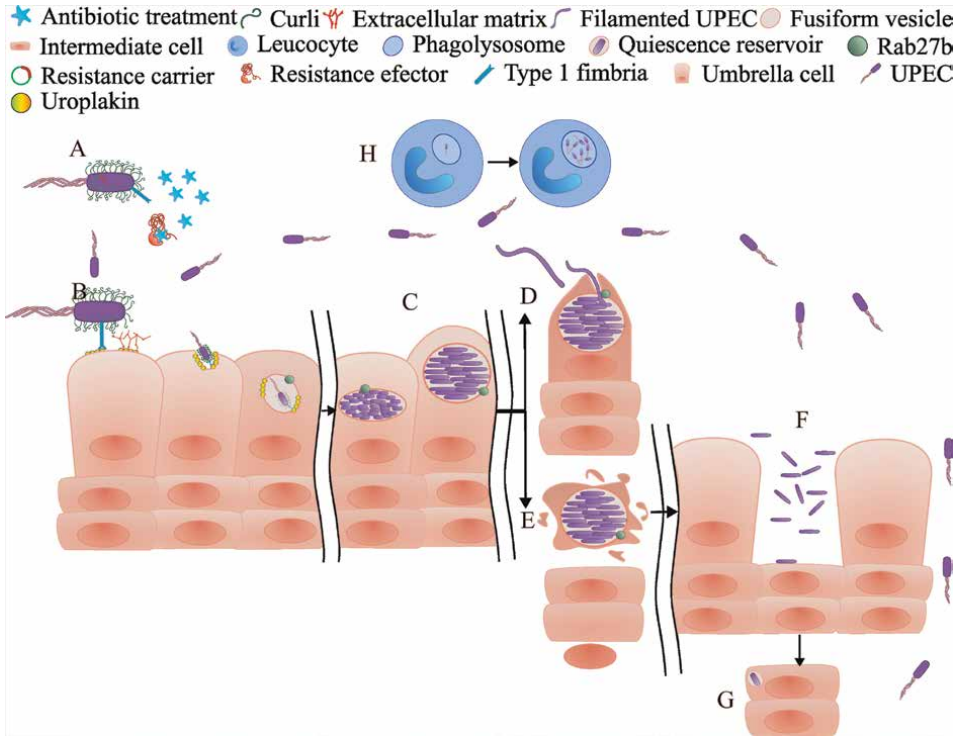 Antibiotic treatment Curli Extracellular matrix Filamented UPEC Fusiform vesicle
Intermediate cell Leucocyte Phagolysosome Quiescence reservoir Rab27b
Resistance carrier Resistance efector Type 1 fimbria Umbrella cell UPEC
Uroplakin
A
H
B
C
D
E
F
G